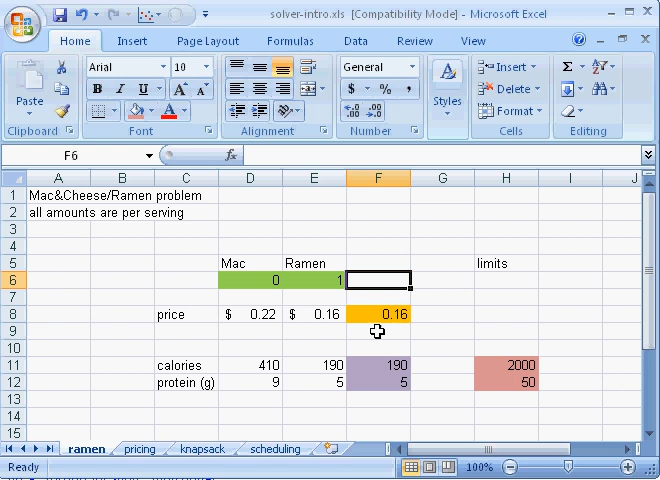 solver-intro.xls [Compatibility Mode] - Microsoft Excel
Home Insert Page Layout Formulas Data Review View
Arial 10 General Insert
Paste B I U A A $ % , Styles Delete
A Format
Clipboard Font Alignment Number Cells Editing
F6 fx
A B C D E F G H I J
1 Mac&Cheese/Ramen problem
2 all amounts are per serving
3
4
5 Mac Ramen limits
6 0 1
7
8 price $ 0.22 $ 0.16 0.16
9
10
11 calories 410 190 190 2000
12 protein (g) 9 5 5 50
13
14
15
ramen pricing knapsack scheduling
Ready 100%